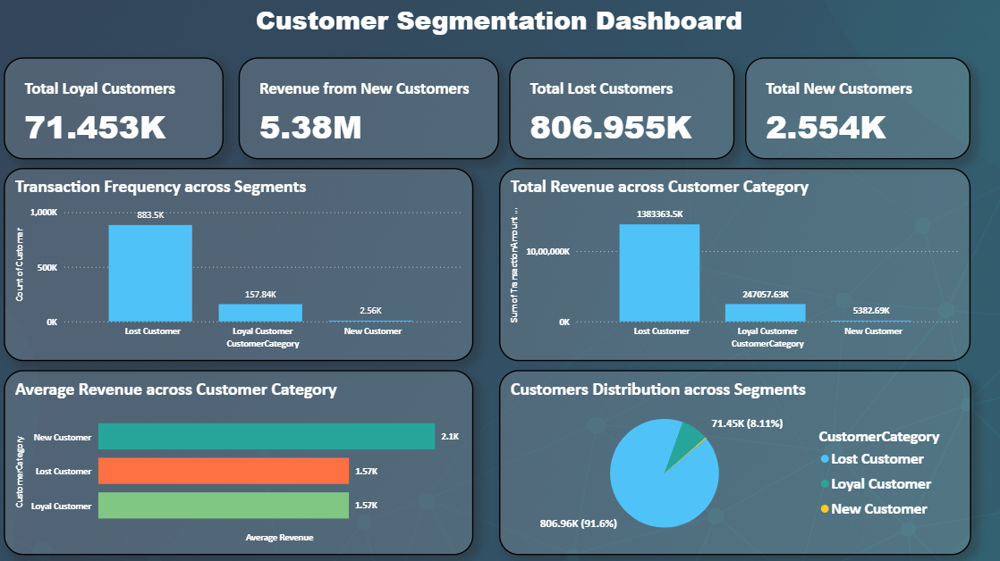 Customer Segmentation Dashboard
Total Loyal Customers
71.453K
Revenue from New Customers
5.38M
Total Lost Customers
806.955K
Total New Customers
2.554K
Transaction Frequency across Segments
Count of Customer
1,000K
500K
0K
883.5K
157.84K
2.56K
Lost Customer
Loyal Customer
New Customer
CustomerCategory
Total Revenue across Customer Category
Sum of TransactionAmount ...
10,00,000K
0K
1383363.5K
247057.63K
5382.69K
Lost Customer
Loyal Customer
New Customer
CustomerCategory
Average Revenue across Customer Category
CustomerCategory
New Customer
2.1K
Lost Customer
1.57K
Loyal Customer
1.57K
Average Revenue
Customers Distribution across Segments
71.45K (8.11%)
806.96K (91.6%)
CustomerCategory
Lost Customer
Loyal Customer
New Customer